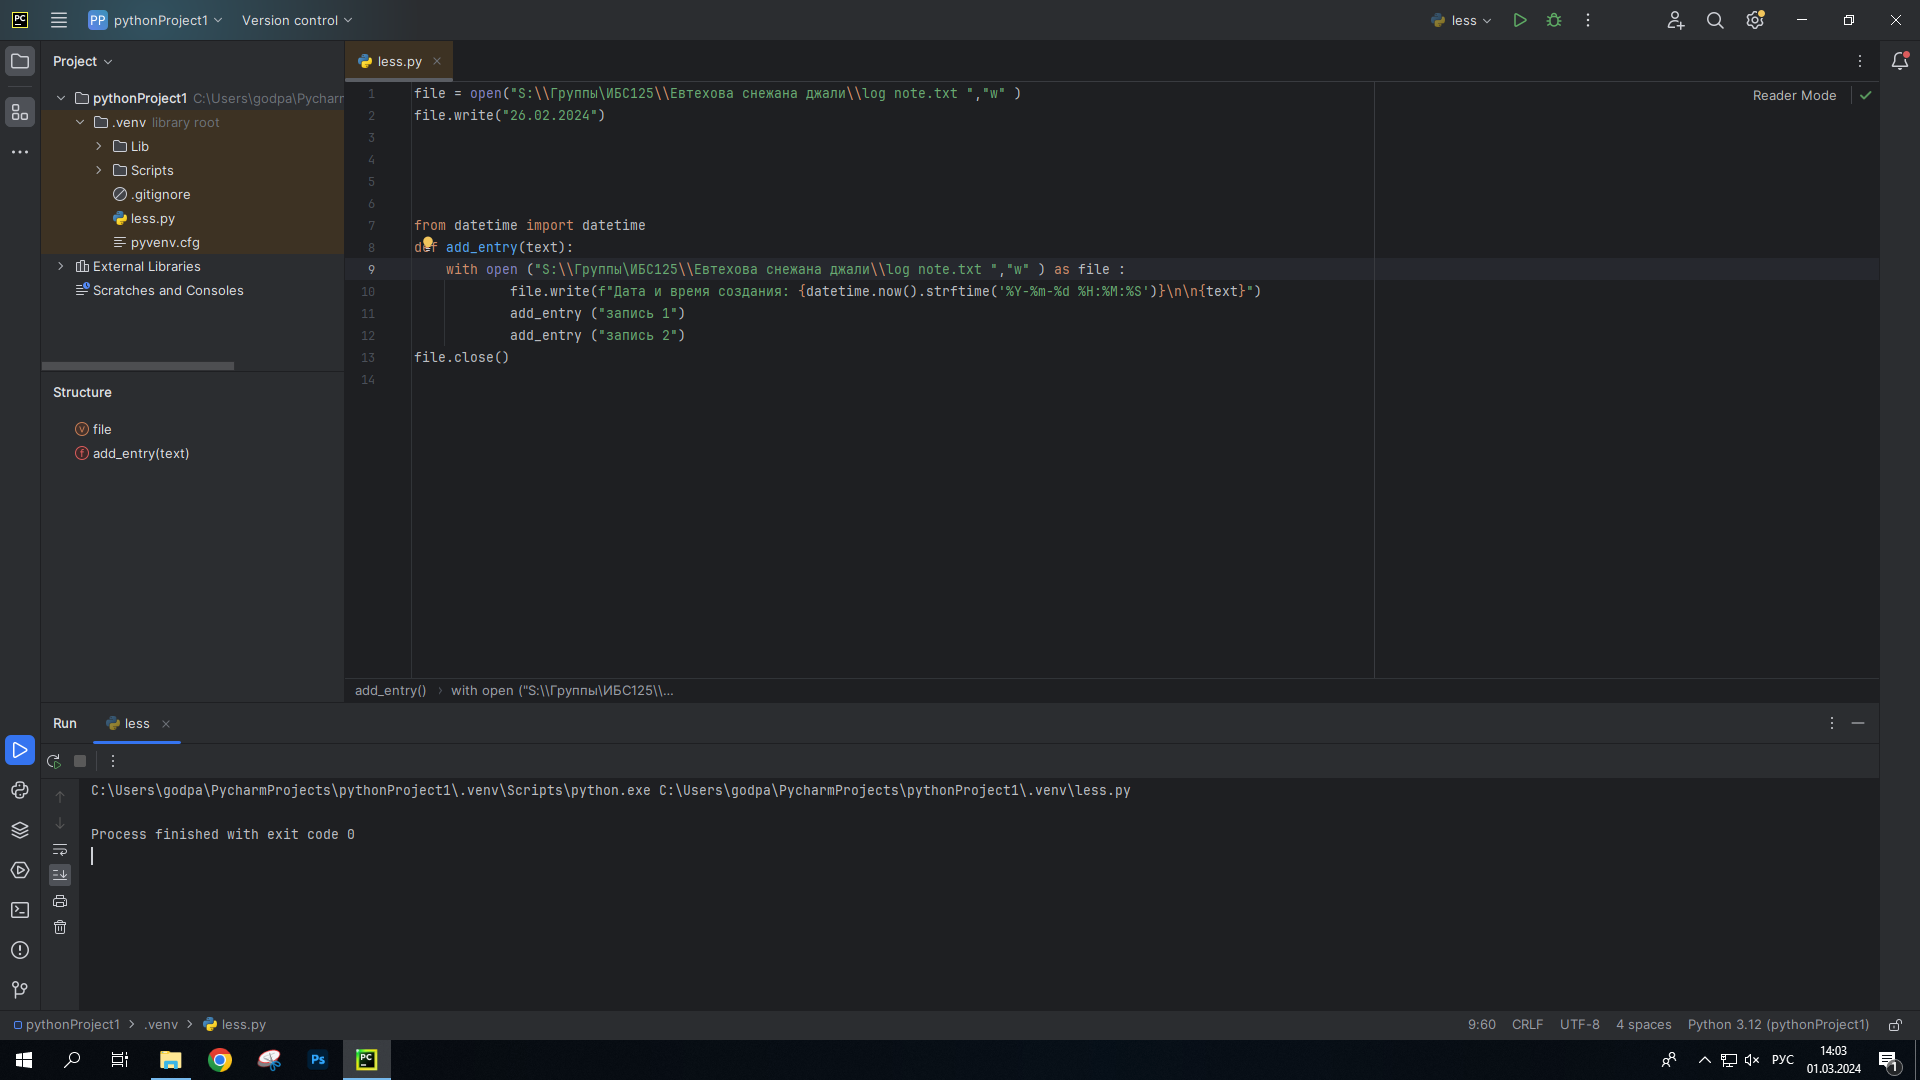 PC
PP pythonProject1 Version control less
Project
less.py
pythonProject1 C:\Users\godpa\Pycharm
.venv library root
Lib
Scripts
.gitignore
less.py
pyvenv.cfg
External Libraries
Scratches and Consoles
Structure
file
add_entry(text)
Reader Mode
1 file = open("S:\\Группы\ИБС125\\Евтехова снежана джали\\log note.txt ","w" )
2 file.write("26.02.2024")
3
4
5
6
7 from datetime import datetime
8 def add_entry(text):
9 with open ("S:\\Группы\ИБС125\\Евтехова снежана джали\\log note.txt ","w" ) as file :
10 file.write(f"Дата и время создания: {datetime.now().strftime('%Y-%m-%d %H:%M:%S')}\n\n{text}")
11 add_entry ("запись 1")
12 add_entry ("запись 2")
13 file.close()
14
add_entry() › with open ("S:\\Группы\ИБС125\\...
Run less
C:\Users\godpa\PycharmProjects\pythonProject1\.venv\Scripts\python.exe C:\Users\godpa\PycharmProjects\pythonProject1\.venv\less.py
Process finished with exit code 0
pythonProject1 > .venv > less.py
9:60 CRLF UTF-8 4 spaces Python 3.12 (pythonProject1)
Ps PC
РУС
14:03
01.03.2024
1